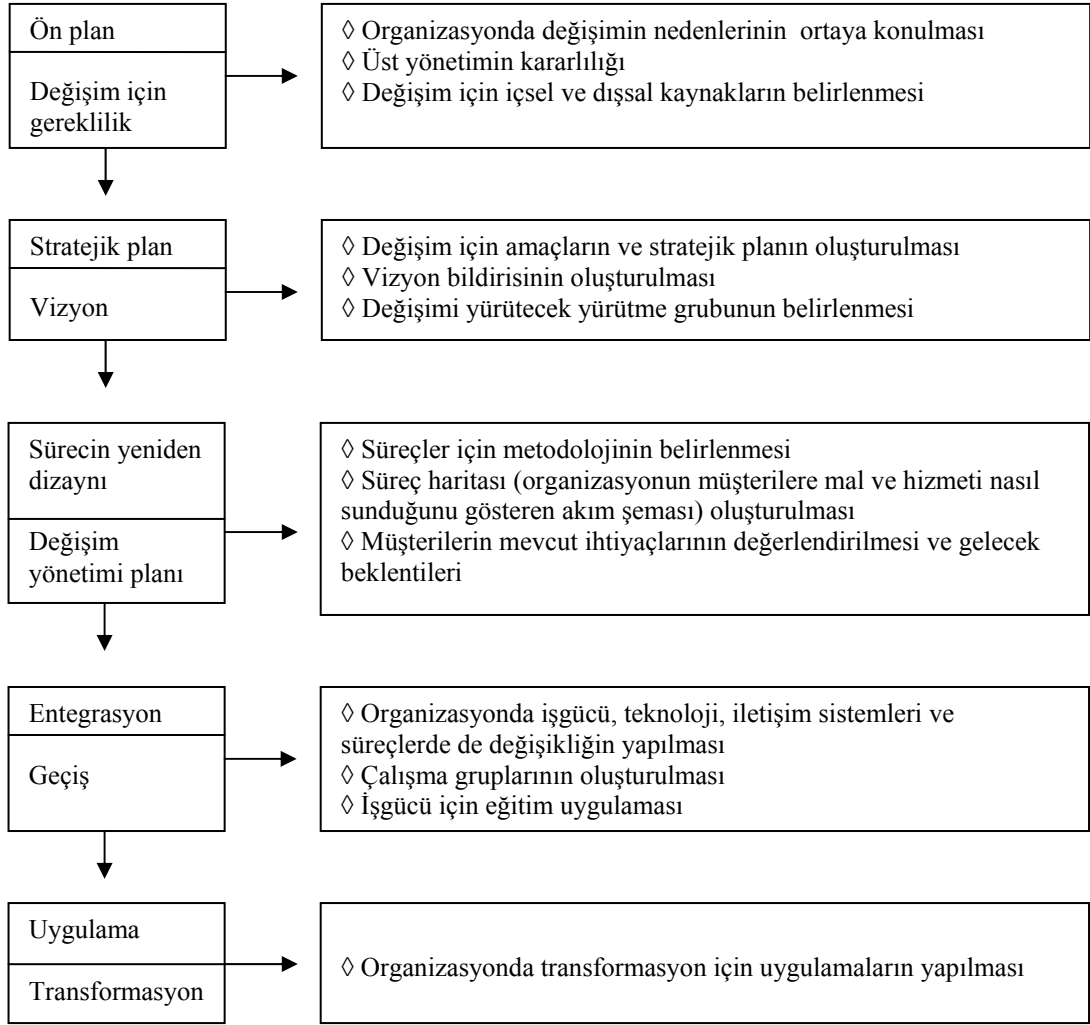 Ön plan
Değişim için
gereklilik
◊ Organizasyonda değişimin nedenlerinin ortaya konulması
◊ Üst yönetimin kararlılığı
◊ Değişim için içsel ve dışsal kaynakların belirlenmesi
Stratejik plan
Vizyon
◊ Değişim için amaçların ve stratejik planın oluşturulması
◊ Vizyon bildirisinin oluşturulması
◊ Değişimi yürütecek yürütme grubunun belirlenmesi
Sürecin yeniden
dizaynı
Değişim
yönetimi planı
◊ Süreçler için metodolojinin belirlenmesi
◊ Süreç haritası (organizasyonun müşterilere mal ve hizmeti nasıl
sunduğunu gösteren akım şeması) oluşturulması
◊ Müşterilerin mevcut ihtiyaçlarının değerlendirilmesi ve gelecek
beklentileri
Entegrasyon
Geçiş
◊ Organizasyonda işgücü, teknoloji, iletişim sistemleri ve
süreçlerde de değişikliğin yapılması
◊ Çalışma gruplarının oluşturulması
◊ İşgücü için eğitim uygulaması
Uygulama
Transformasyon
◊ Organizasyonda transformasyon için uygulamaların yapılması